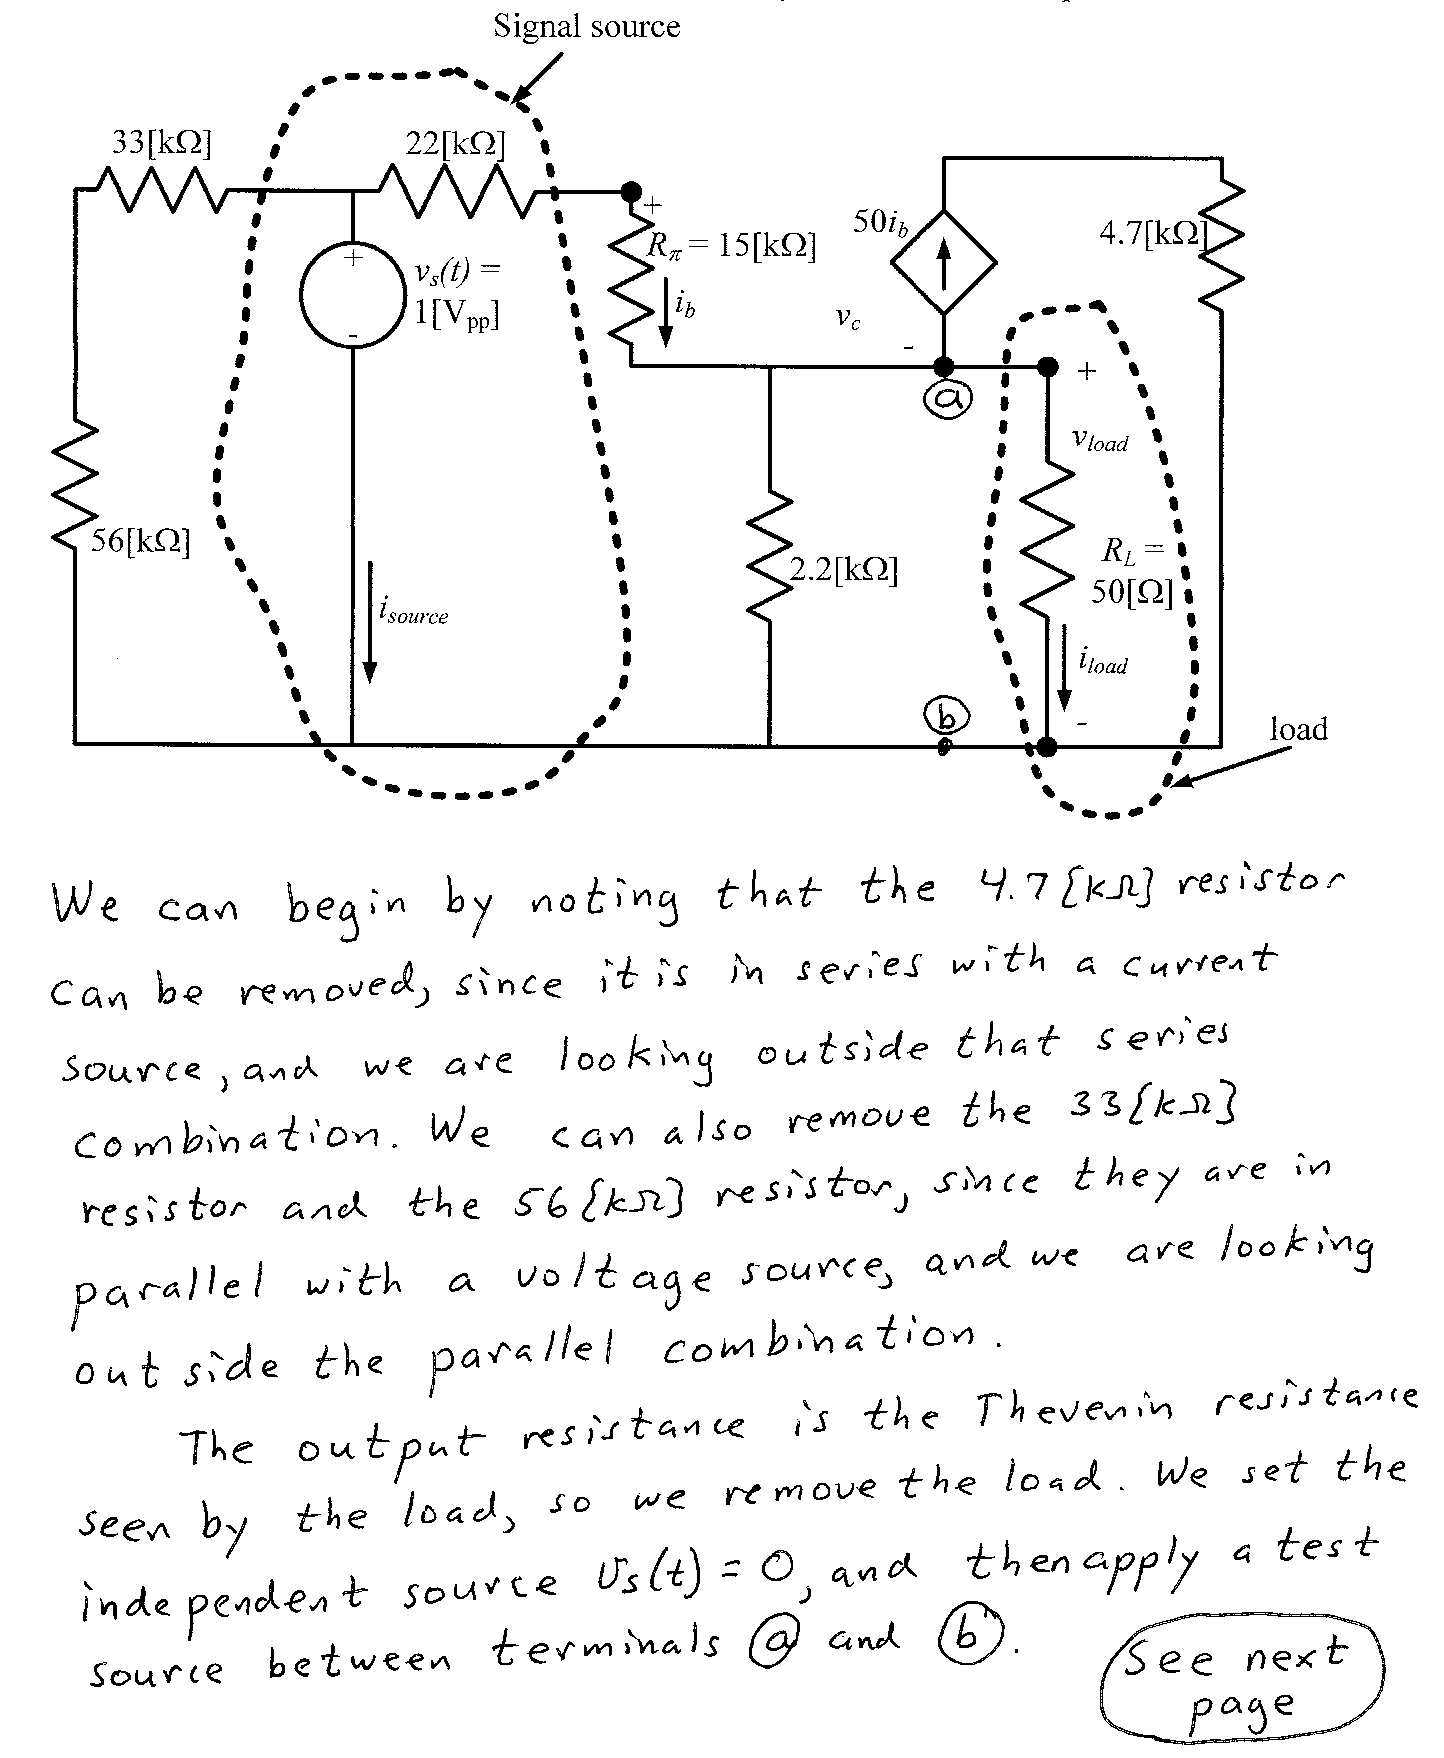 Signal source
33[kΩ]
22[kΩ]
+
Rπ = 15[kΩ]
50ib
4.7[kΩ]
+
vs(t) =
1[Vpp]
-
ib
vc
-
+
a
vload
56[kΩ]
2.2[kΩ]
RL =
50[Ω]
isource
iload
b
-
load
We can begin by noting that the 4.7[kΩ] resistor
can be removed, since it is in series with a current
source, and we are looking outside that series
combination. We can also remove the 33[kΩ]
resistor and the 56[kΩ] resistor, since they are in
parallel with a voltage source, and we are looking
outside the parallel combination.
The output resistance is the Thevenin resistance
seen by the load, so we remove the load. We set the
independent source vs(t) = 0, and then apply a test
source between terminals a and b.
See next
page